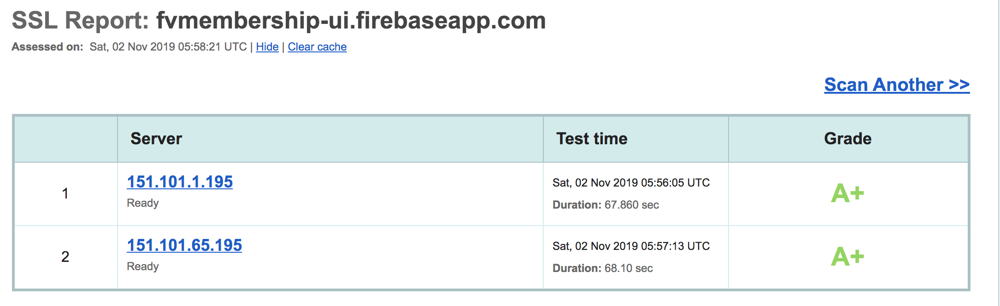 SSL Report: fvmembership-ui.firebaseapp.com
Assessed on: Sat, 02 Nov 2019 05:58:21 UTC | Hide | Clear cache
Scan Another >>
Server Test time Grade
1 151.101.1.195 Ready Sat, 02 Nov 2019 05:56:05 UTC Duration: 67.860 sec A+
2 151.101.65.195 Ready Sat, 02 Nov 2019 05:57:13 UTC Duration: 68.10 sec A+